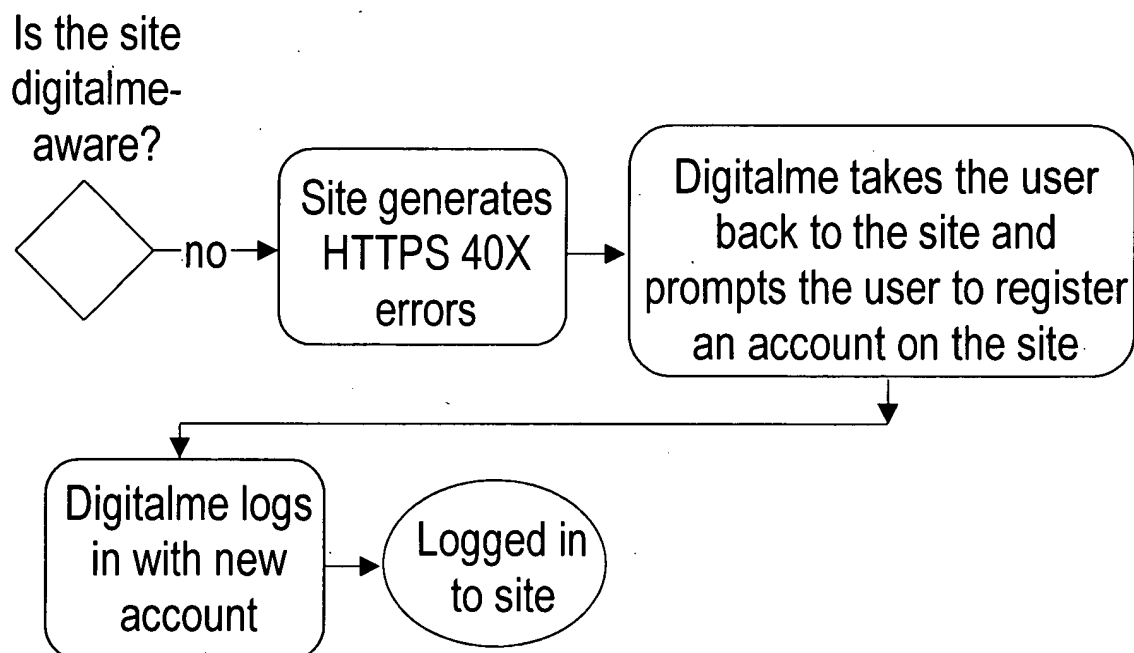 Is the site
digitalme-
aware?
no
Site generates
HTTPS 40X
errors
Digitalme takes the user
back to the site and
prompts the user to register
an account on the site
Digitalme logs
in with new
account
Logged in
to site